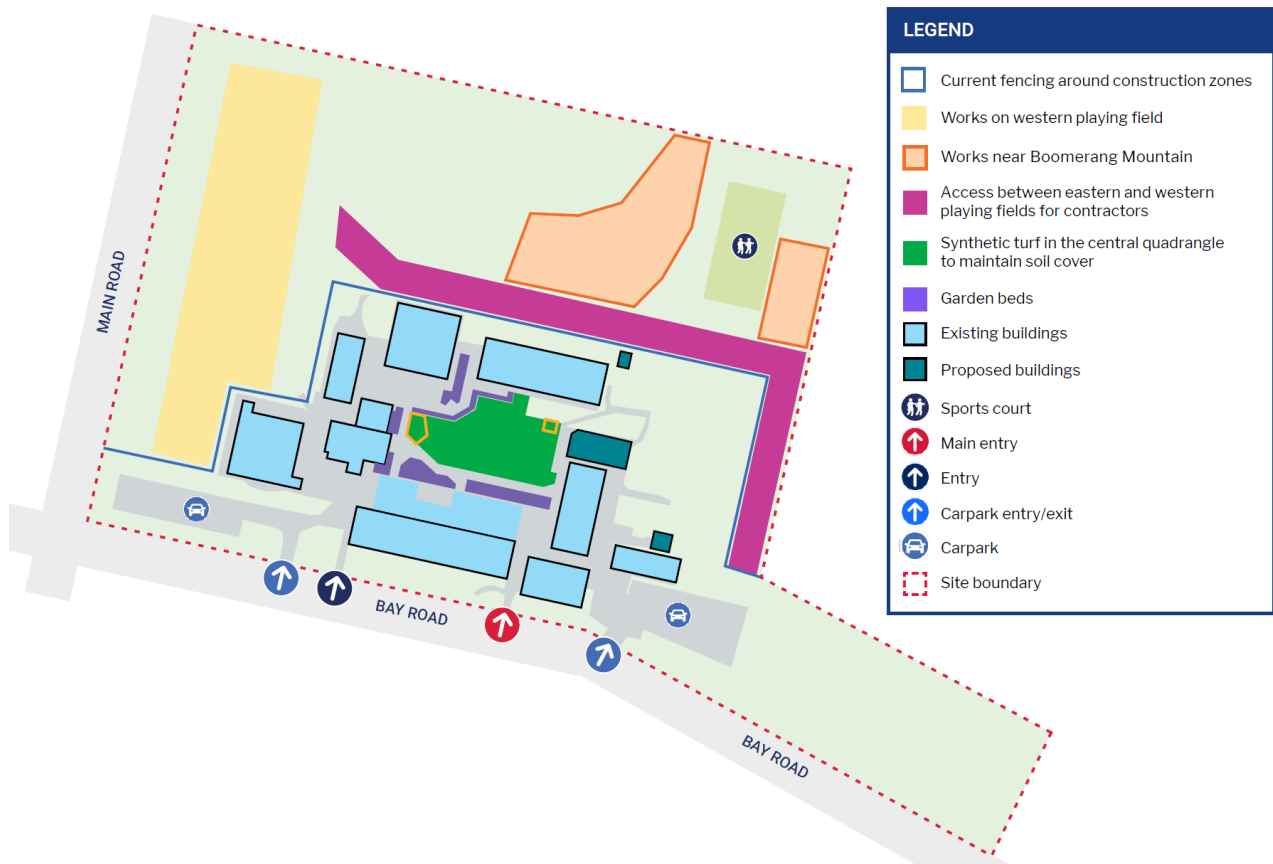 LEGEND
Current fencing around construction zones
Works on western playing field
Works near Boomerang Mountain
Access between eastern and western
playing fields for contractors
Synthetic turf in the central quadrangle
to maintain soil cover
Garden beds
Existing buildings
Proposed buildings
Sports court
Main entry
Entry
Carpark entry/exit
Carpark
Site boundary
MAIN ROAD
BAY ROAD
BAY ROAD